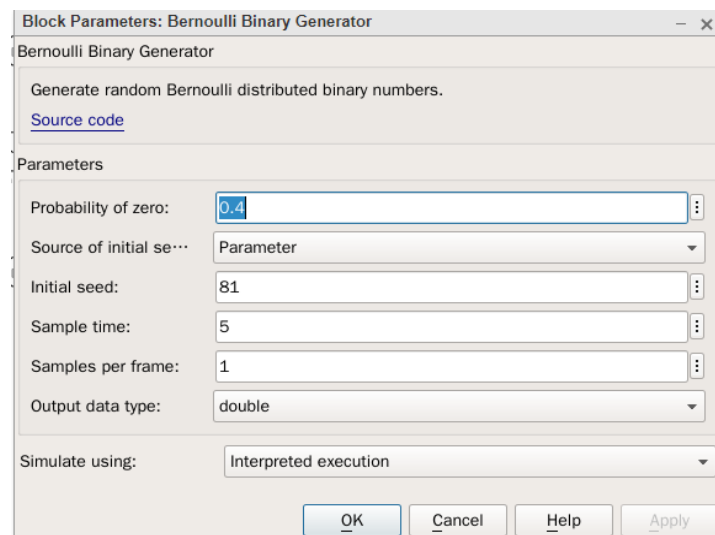 Block Parameters: Bernoulli Binary Generator
Bernoulli Binary Generator
Generate random Bernoulli distributed binary numbers.
Source code
Parameters
Probability of zero: 0.4
Source of initial se··· Parameter
Initial seed: 81
Sample time: 5
Samples per frame: 1
Output data type: double
Simulate using: Interpreted execution
OK Cancel Help Apply